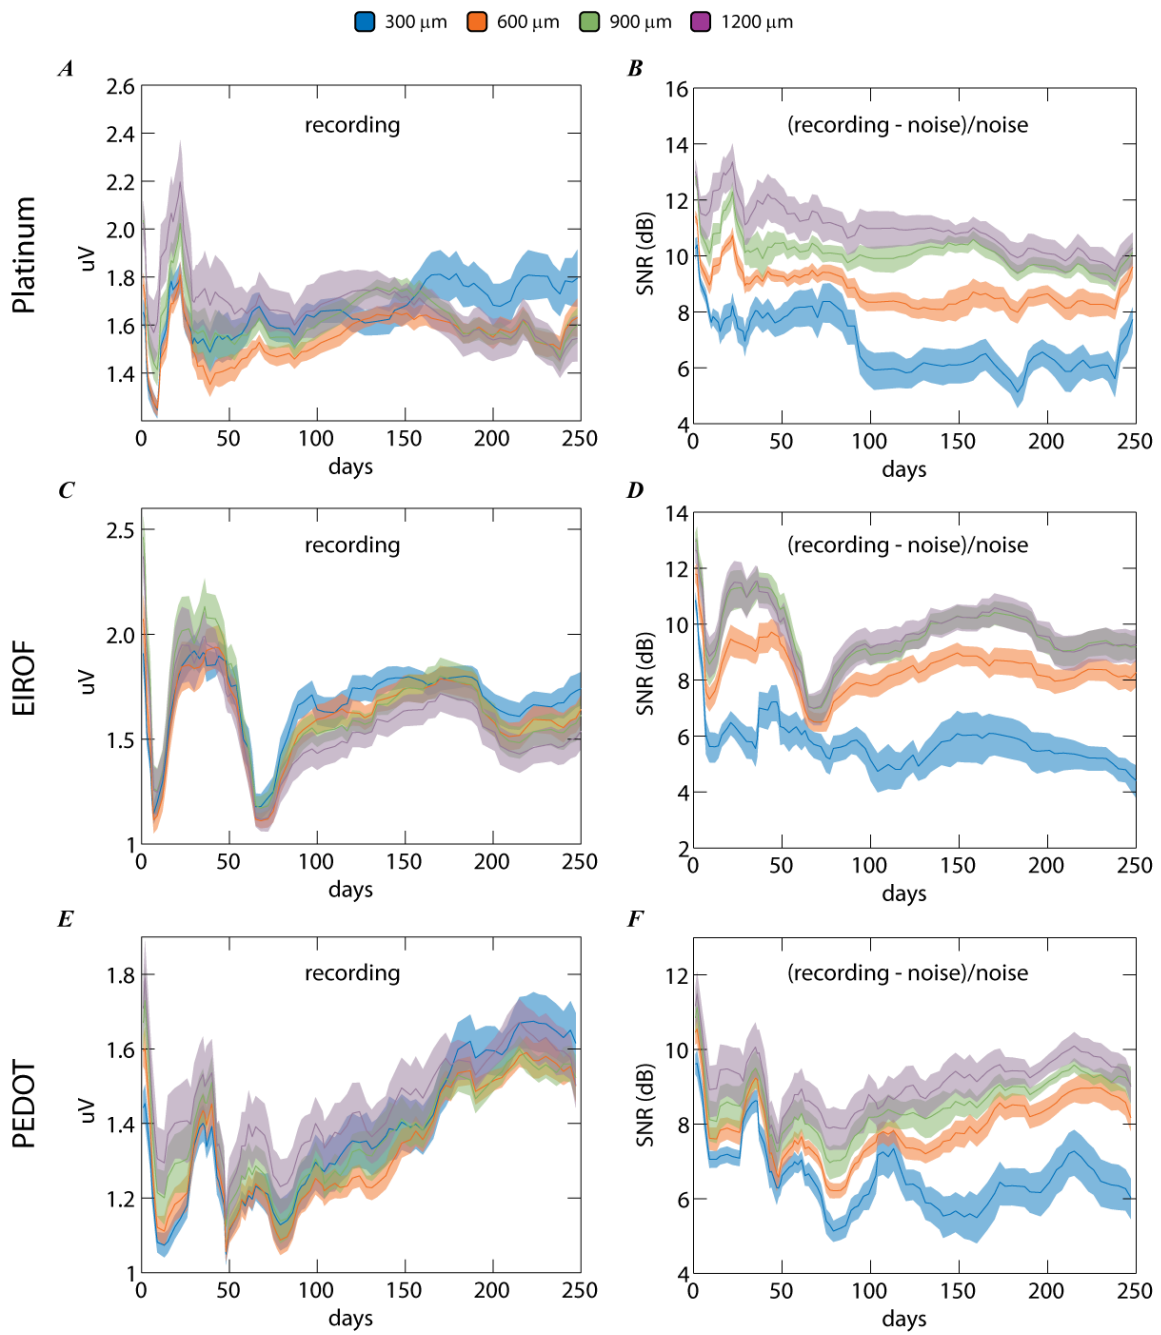 300 μm 600 μm 900 μm 1200 μm
A
B
Platinum
2.6
2.4
2.2
2.0
1.8
1.6
1.4
uV
recording
0 50 100 150 200 250
days
16
14
12
10
8
6
4
SNR (dB)
(recording - noise)/noise
0 50 100 150 200 250
days
C
D
EIROF
2.5
2.0
1.5
1
uV
recording
0 50 100 150 200 250
days
14
12
10
8
6
4
2
SNR (dB)
(recording - noise)/noise
0 50 100 150 200 250
days
E
F
PEDOT
1.8
1.6
1.4
1.2
1
uV
recording
0 50 100 150 200 250
days
12
10
8
6
4
SNR (dB)
(recording - noise)/noise
0 50 100 150 200 250
days